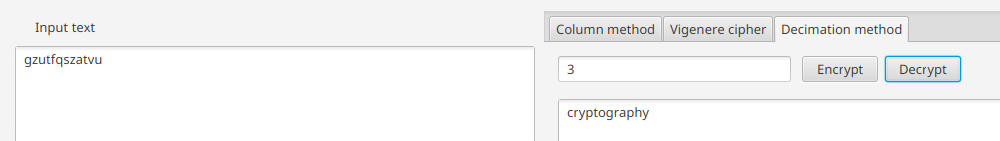 Input text
gzutfqszatvu
Column method Vigenere cipher Decimation method
3 Encrypt Decrypt
cryptography